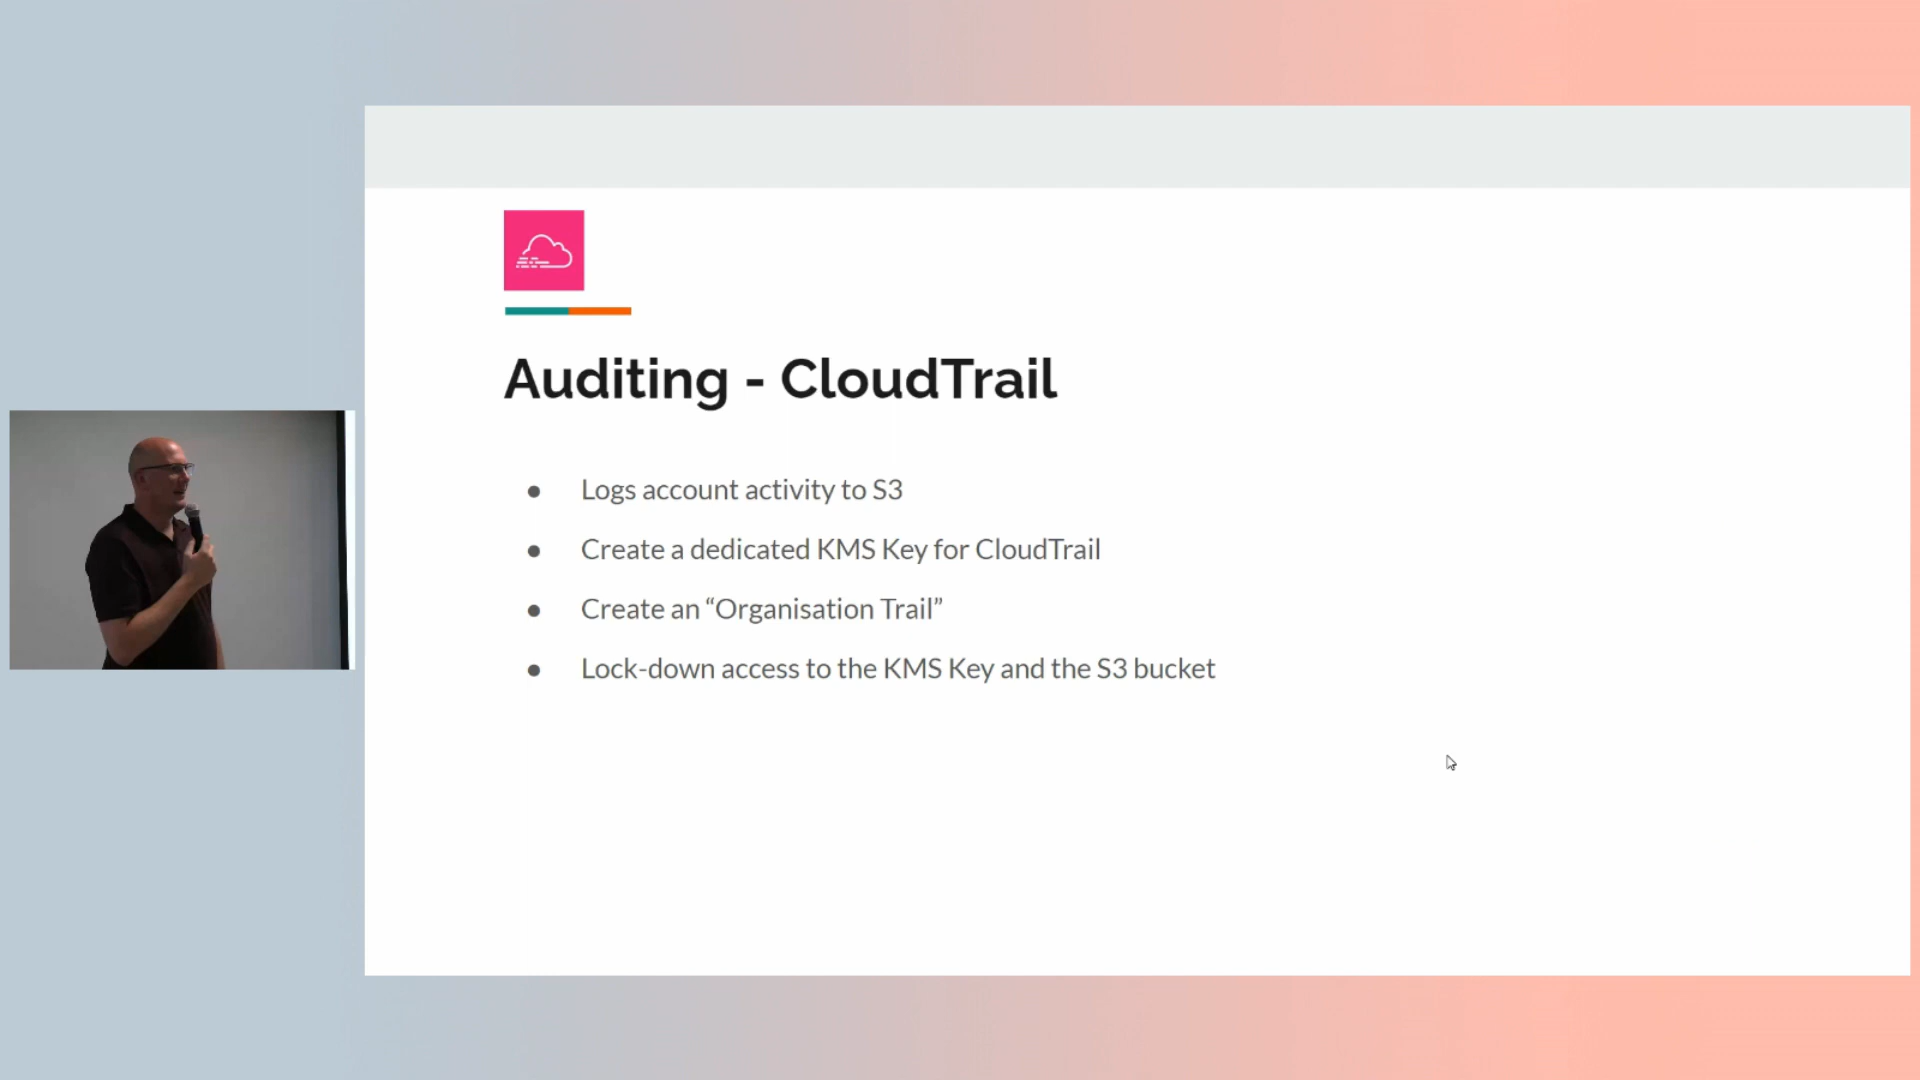 Auditing - CloudTrail
● Logs account activity to S3
● Create a dedicated KMS Key for CloudTrail
● Create an “Organisation Trail”
● Lock-down access to the KMS Key and the S3 bucket